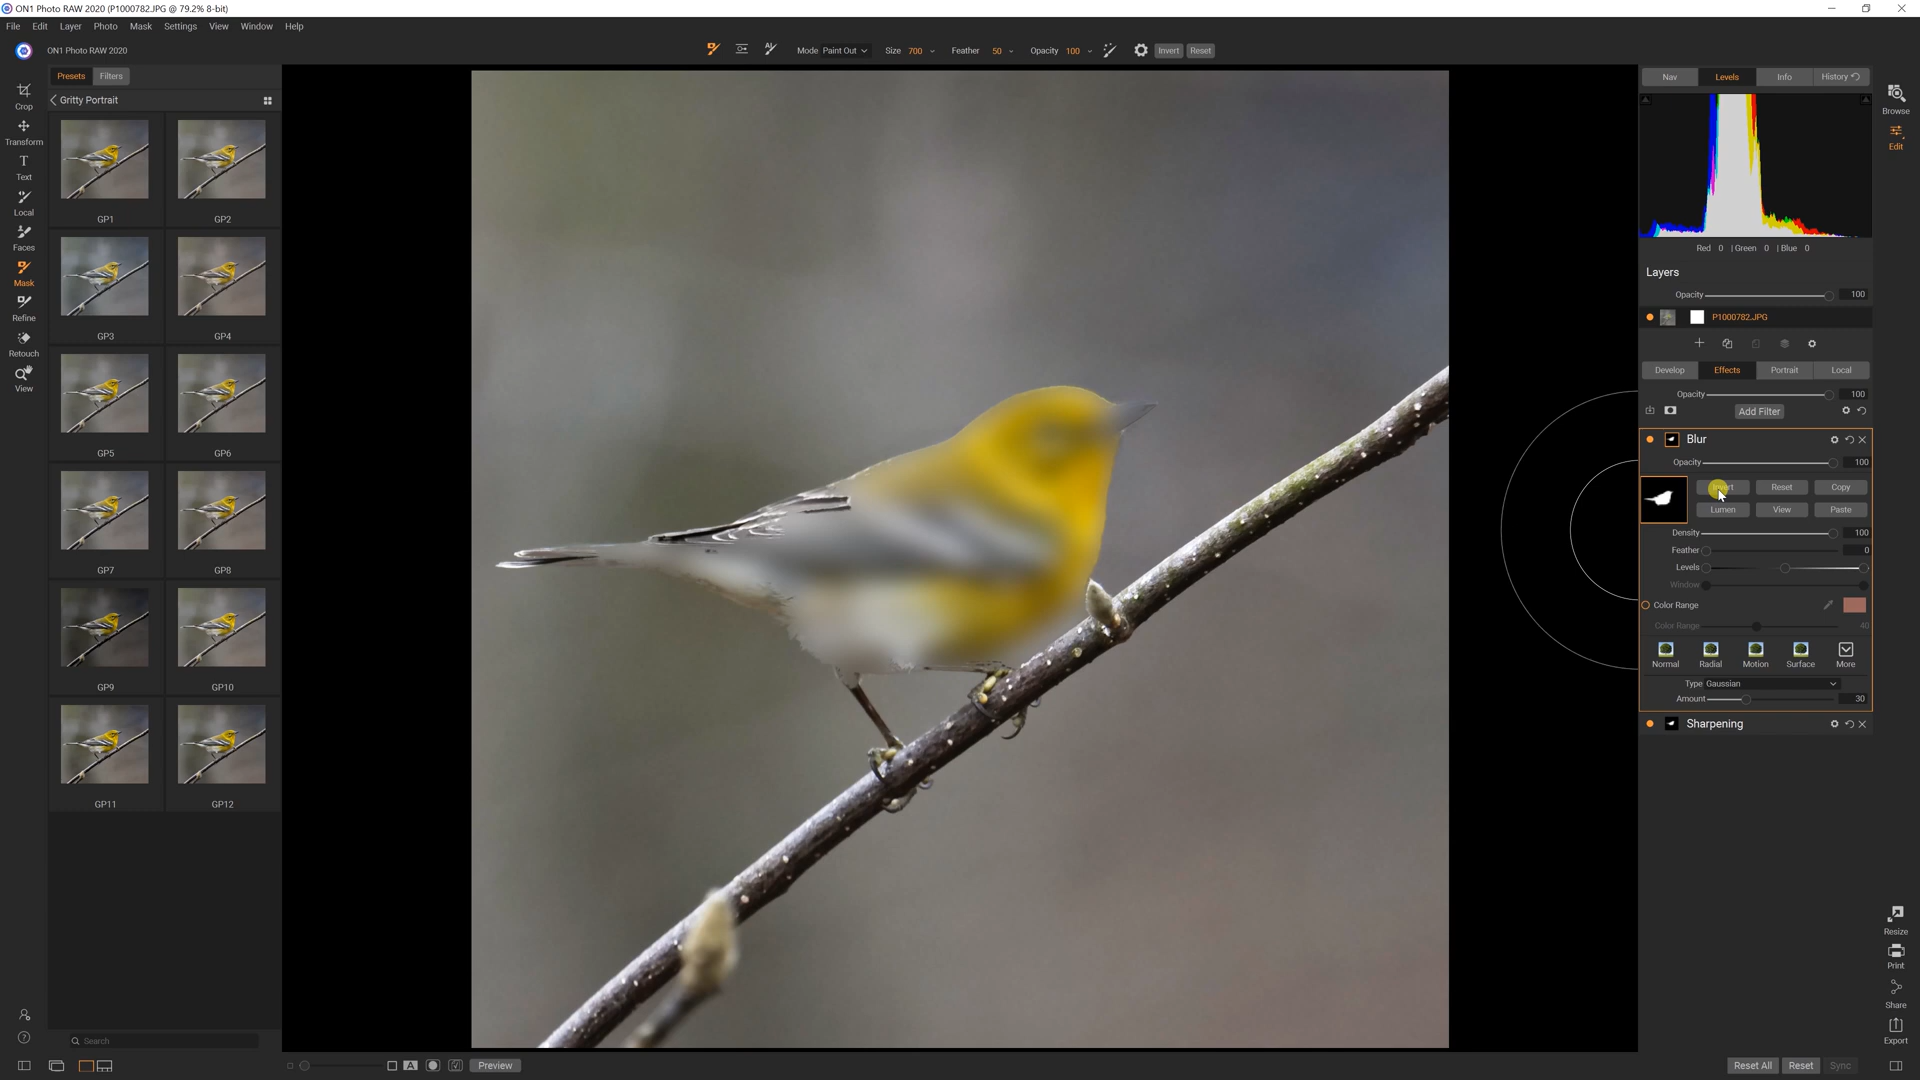 ON1 Photo RAW 2020 (P1000782.JPG @ 79.2% 8-bit)
File Edit Layer Photo Mask Settings View Window Help
ON1 Photo RAW 2020
AI Mode Paint Out Size 700 Feather 50 Opacity 100 Invert Reset
Presets Filters
Gritty Portrait
Crop
Transform
Text
Local
Faces
Mask
Refine
Retouch
View
GP1 GP2
GP3 GP4
GP5 GP6
GP7 GP8
GP9 GP10
GP11 GP12
Search
A Preview
Nav Levels Info History
Red 0 | Green 0 | Blue 0
Layers
Opacity 100
P1000782.JPG
Develop Effects Portrait Local
Opacity 100
Add Filter
Blur
Opacity 100
Invert Reset Copy
Lumen View Paste
Density 100
Feather 0
Levels
Window
Color Range
Color Range 40
Normal Radial Motion Surface More
Type Gaussian
Amount 30
Sharpening
Browse
Edit
Resize
Print
Share
Export
Reset All Reset Sync